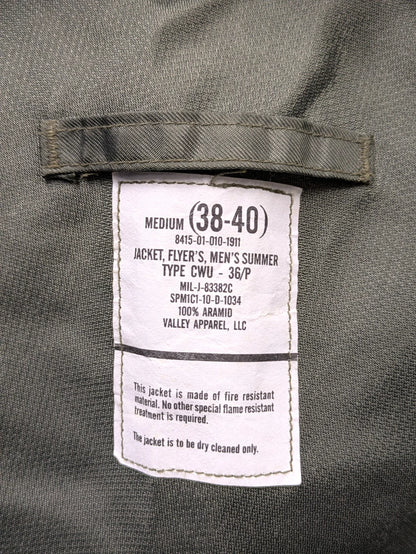 MEDIUM (38-40)
8415-01-010-1911
JACKET, FLYER'S, MEN'S SUMMER
TYPE CWU - 36/P
MIL-J-83382C
SPM1C1-10-D-1034
100% ARAMID
VALLEY APPAREL, LLC
This jacket is made of fire resistant
material. No other special flame resistant
treatment is required.
The jacket is to be dry cleaned only.